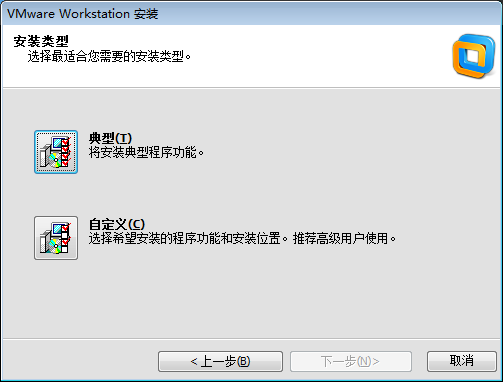 VMware Workstation 安装
安装类型
选择最适合您需要的安装类型。
典型(T)
将安装典型程序功能。
自定义(C)
选择希望安装的程序功能和安装位置。推荐高级用户使用。
< 上一步(B)
下一步(N)>
取消